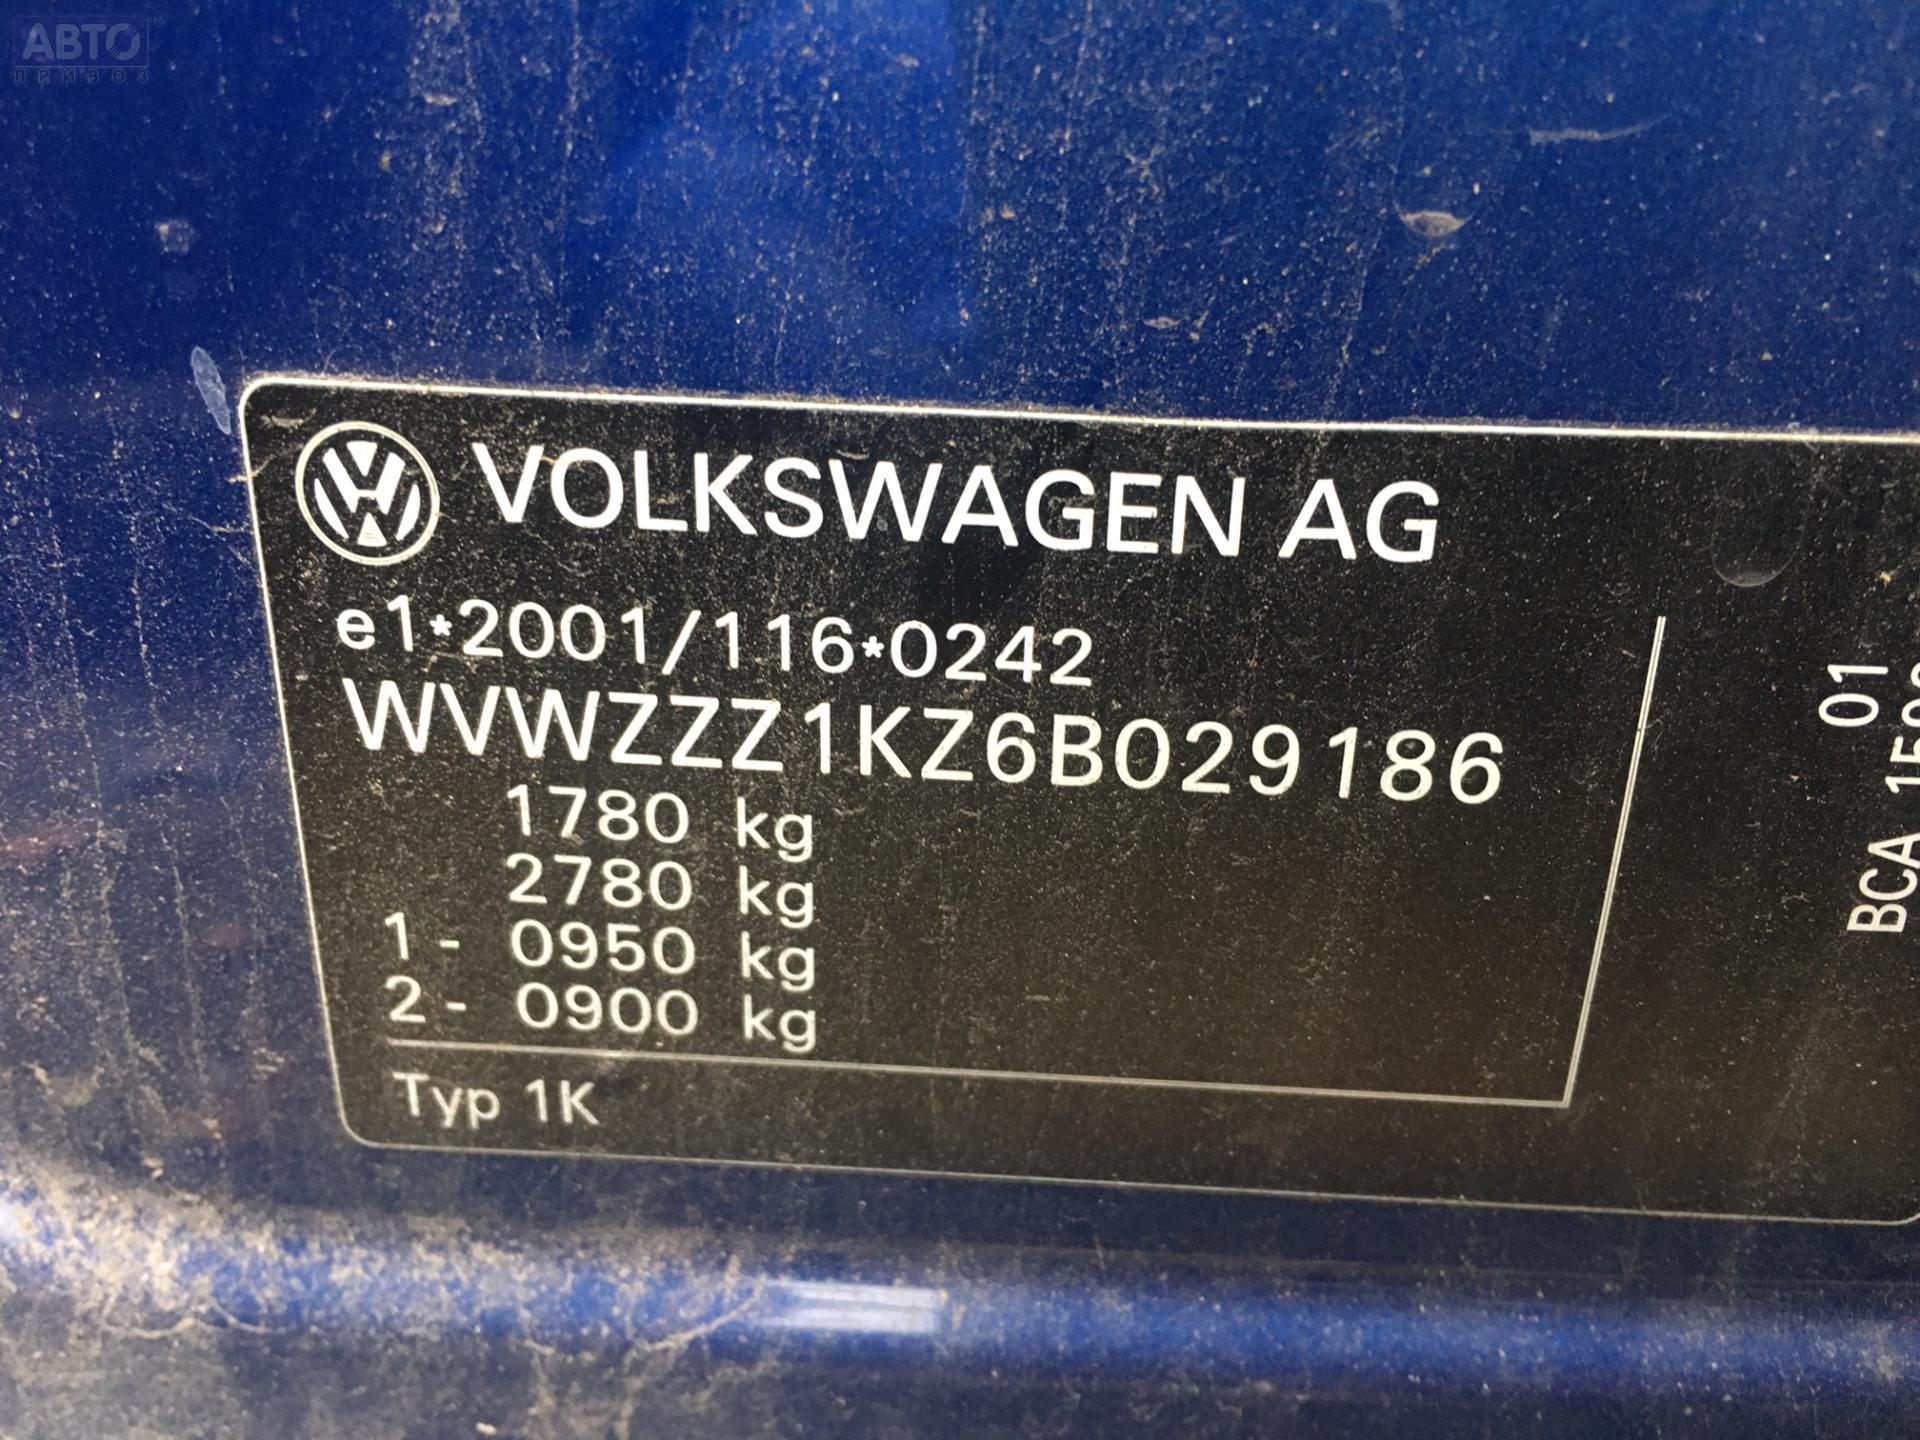 АВТО
ПРИВОЗ
VOLKSWAGEN AG
e1*2001/116*0242
WVWZZZ1KZ6B029186
1780 kg
2780 kg
1- 0950 kg
2- 0900 kg
Typ 1K
01
BCA